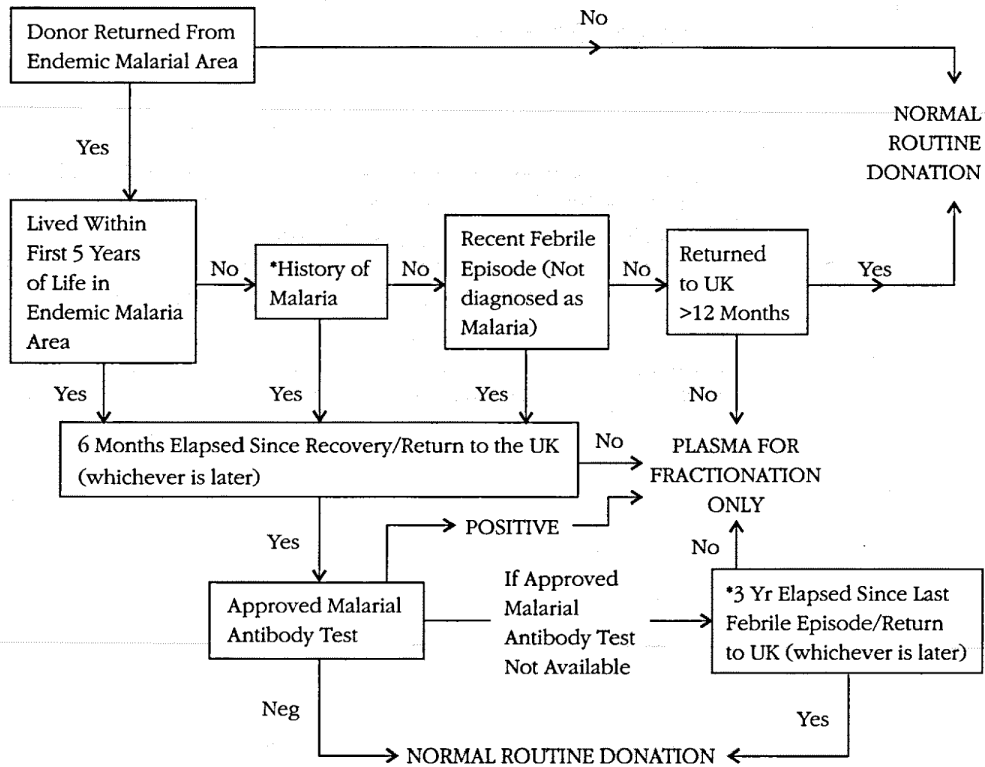 Donor Returned From
Endemic Malarial Area
No
NORMAL
ROUTINE
DONATION
Yes
Lived Within
First 5 Years
of Life in
Endemic Malaria
Area
No
*History of
Malaria
No
Recent Febrile
Episode (Not
diagnosed as
Malaria)
No
Returned
to UK
>12 Months
Yes
Yes
Yes
Yes
No
6 Months Elapsed Since Recovery/Return to the UK
(whichever is later)
No
PLASMA FOR
FRACTIONATION
ONLY
Yes
POSITIVE
No
Approved Malarial
Antibody Test
If Approved
Malarial
Antibody Test
Not Available
*3 Yr Elapsed Since Last
Febrile Episode/Return
to UK (whichever is later)
Neg
Yes
NORMAL ROUTINE DONATION